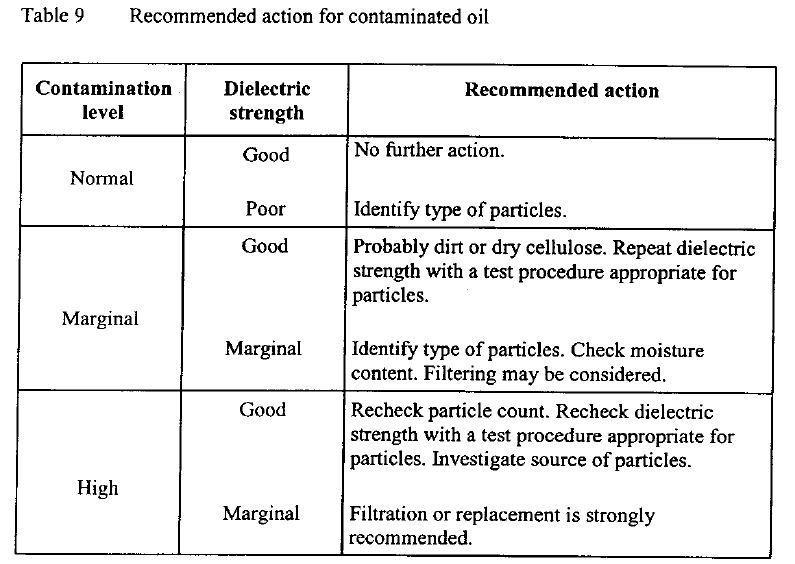 Table 9 Recommended action for contaminated oil
Contamination level Dielectric strength Recommended action
Normal
Good No further action.
Poor Identify type of particles.
Marginal
Good Probably dirt or dry cellulose. Repeat dielectric
strength with a test procedure appropriate for
particles.
Marginal Identify type of particles. Check moisture
content. Filtering may be considered.
High
Good Recheck particle count. Recheck dielectric
strength with a test procedure appropriate for
particles. Investigate source of particles.
Marginal Filtration or replacement is strongly
recommended.